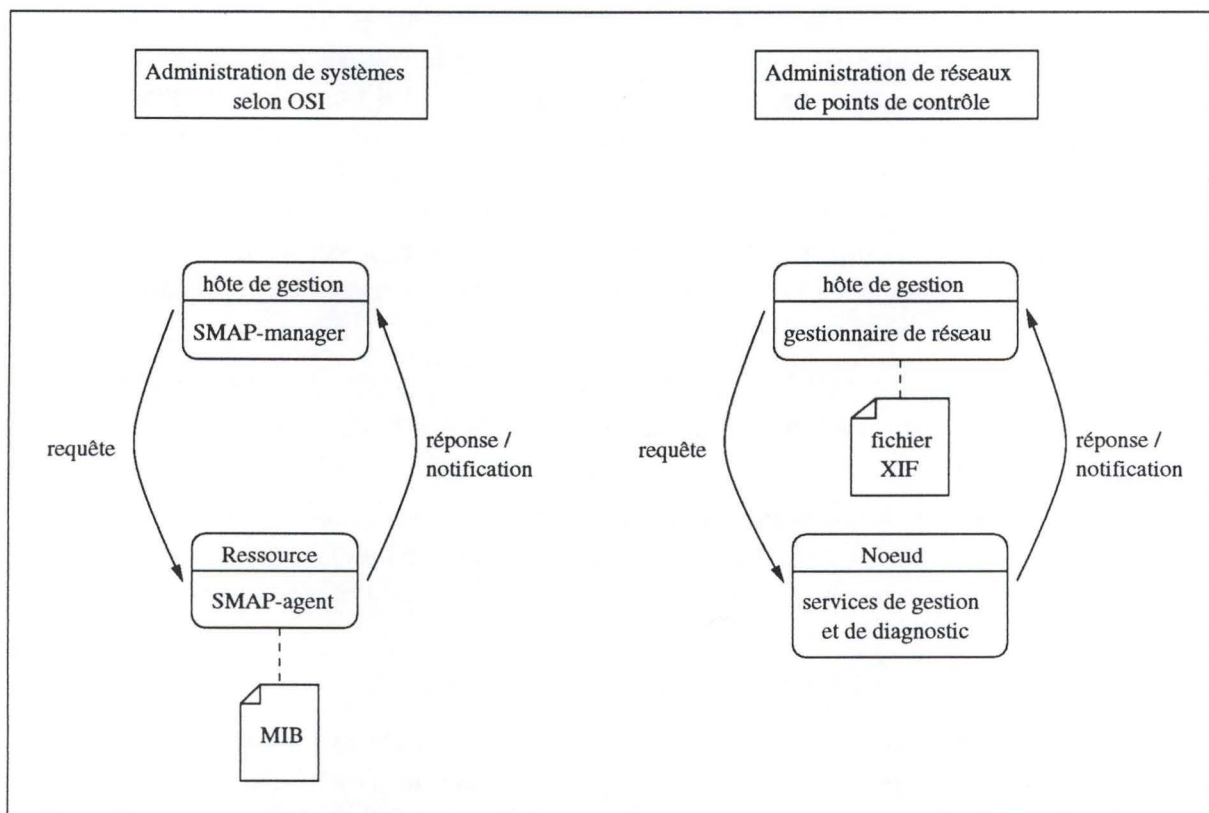 Administration de systèmes
selon OSI
Administration de réseaux
de points de contrôle
hôte de gestion
SMAP-manager
requête
réponse /
notification
Ressource
SMAP-agent
MIB
hôte de gestion
gestionnaire de réseau
fichier
XIF
requête
réponse /
notification
Noeud
services de gestion
et de diagnostic